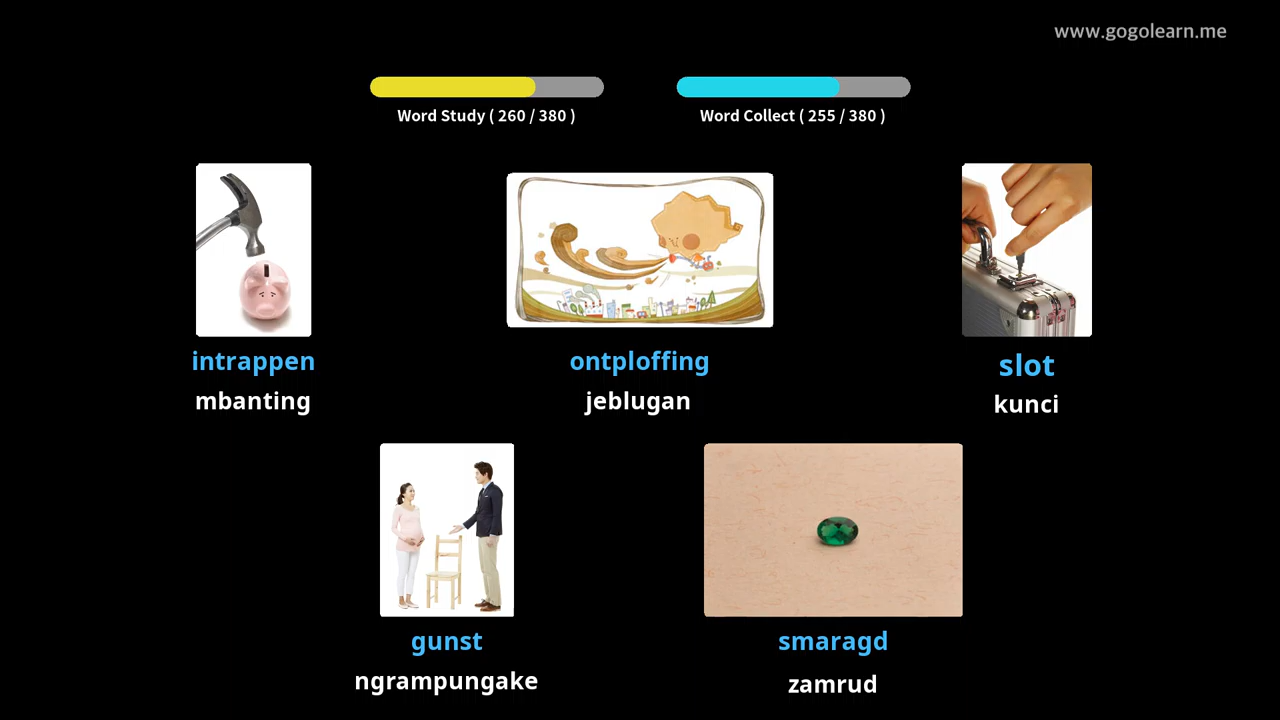 www.gogolearn.me
Word Study ( 260 / 380 )
Word Collect ( 255 / 380 )
intrappen
mbanting
ontploffing
jeblugan
slot
kunci
gunst
ngrampungake
smaragd
zamrud